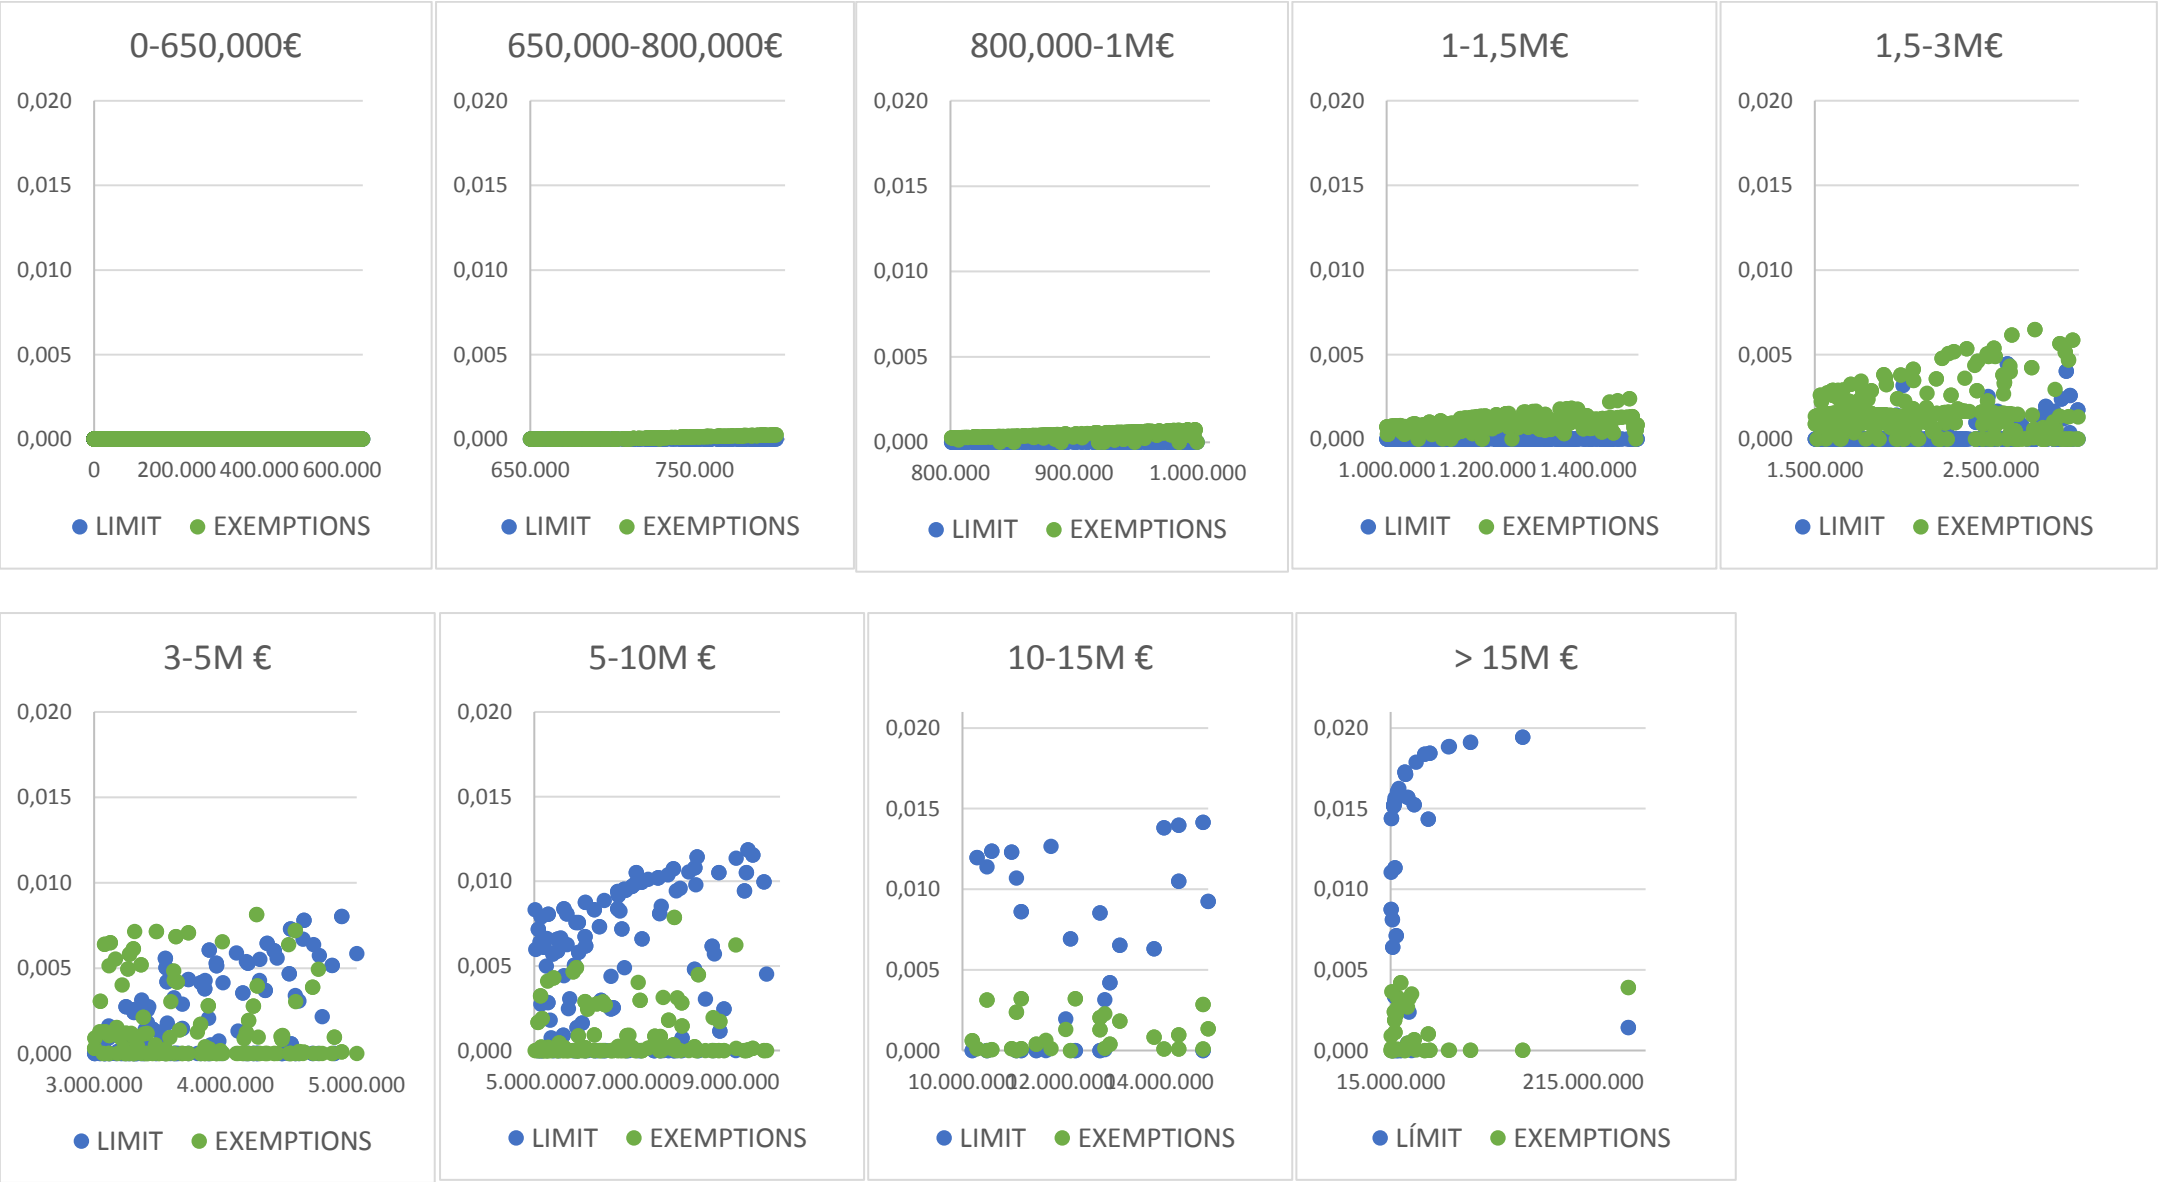 0-650,000€
0,020
0,015
0,010
0,005
0,000
0 200.000 400.000 600.000
LIMIT EXEMPTIONS
650,000-800,000€
0,020
0,015
0,010
0,005
0,000
650.000 750.000
LIMIT EXEMPTIONS
800,000-1M€
0,020
0,015
0,010
0,005
0,000
800.000 900.000 1.000.000
LIMIT EXEMPTIONS
1-1,5M€
0,020
0,015
0,010
0,005
0,000
1.000.000 1.200.000 1.400.000
LIMIT EXEMPTIONS
1,5-3M€
0,020
0,015
0,010
0,005
0,000
1.500.000 2.500.000
LIMIT EXEMPTIONS
3-5M €
0,020
0,015
0,010
0,005
0,000
3.000.000 4.000.000 5.000.000
LIMIT EXEMPTIONS
5-10M €
0,020
0,015
0,010
0,005
0,000
5.000.000 7.000.000 9.000.000
LIMIT EXEMPTIONS
10-15M €
0,020
0,015
0,010
0,005
0,000
10.000.000 12.000.000 14.000.000
LIMIT EXEMPTIONS
> 15M €
0,020
0,015
0,010
0,005
0,000
15.000.000 215.000.000
LÍMIT EXEMPTIONS